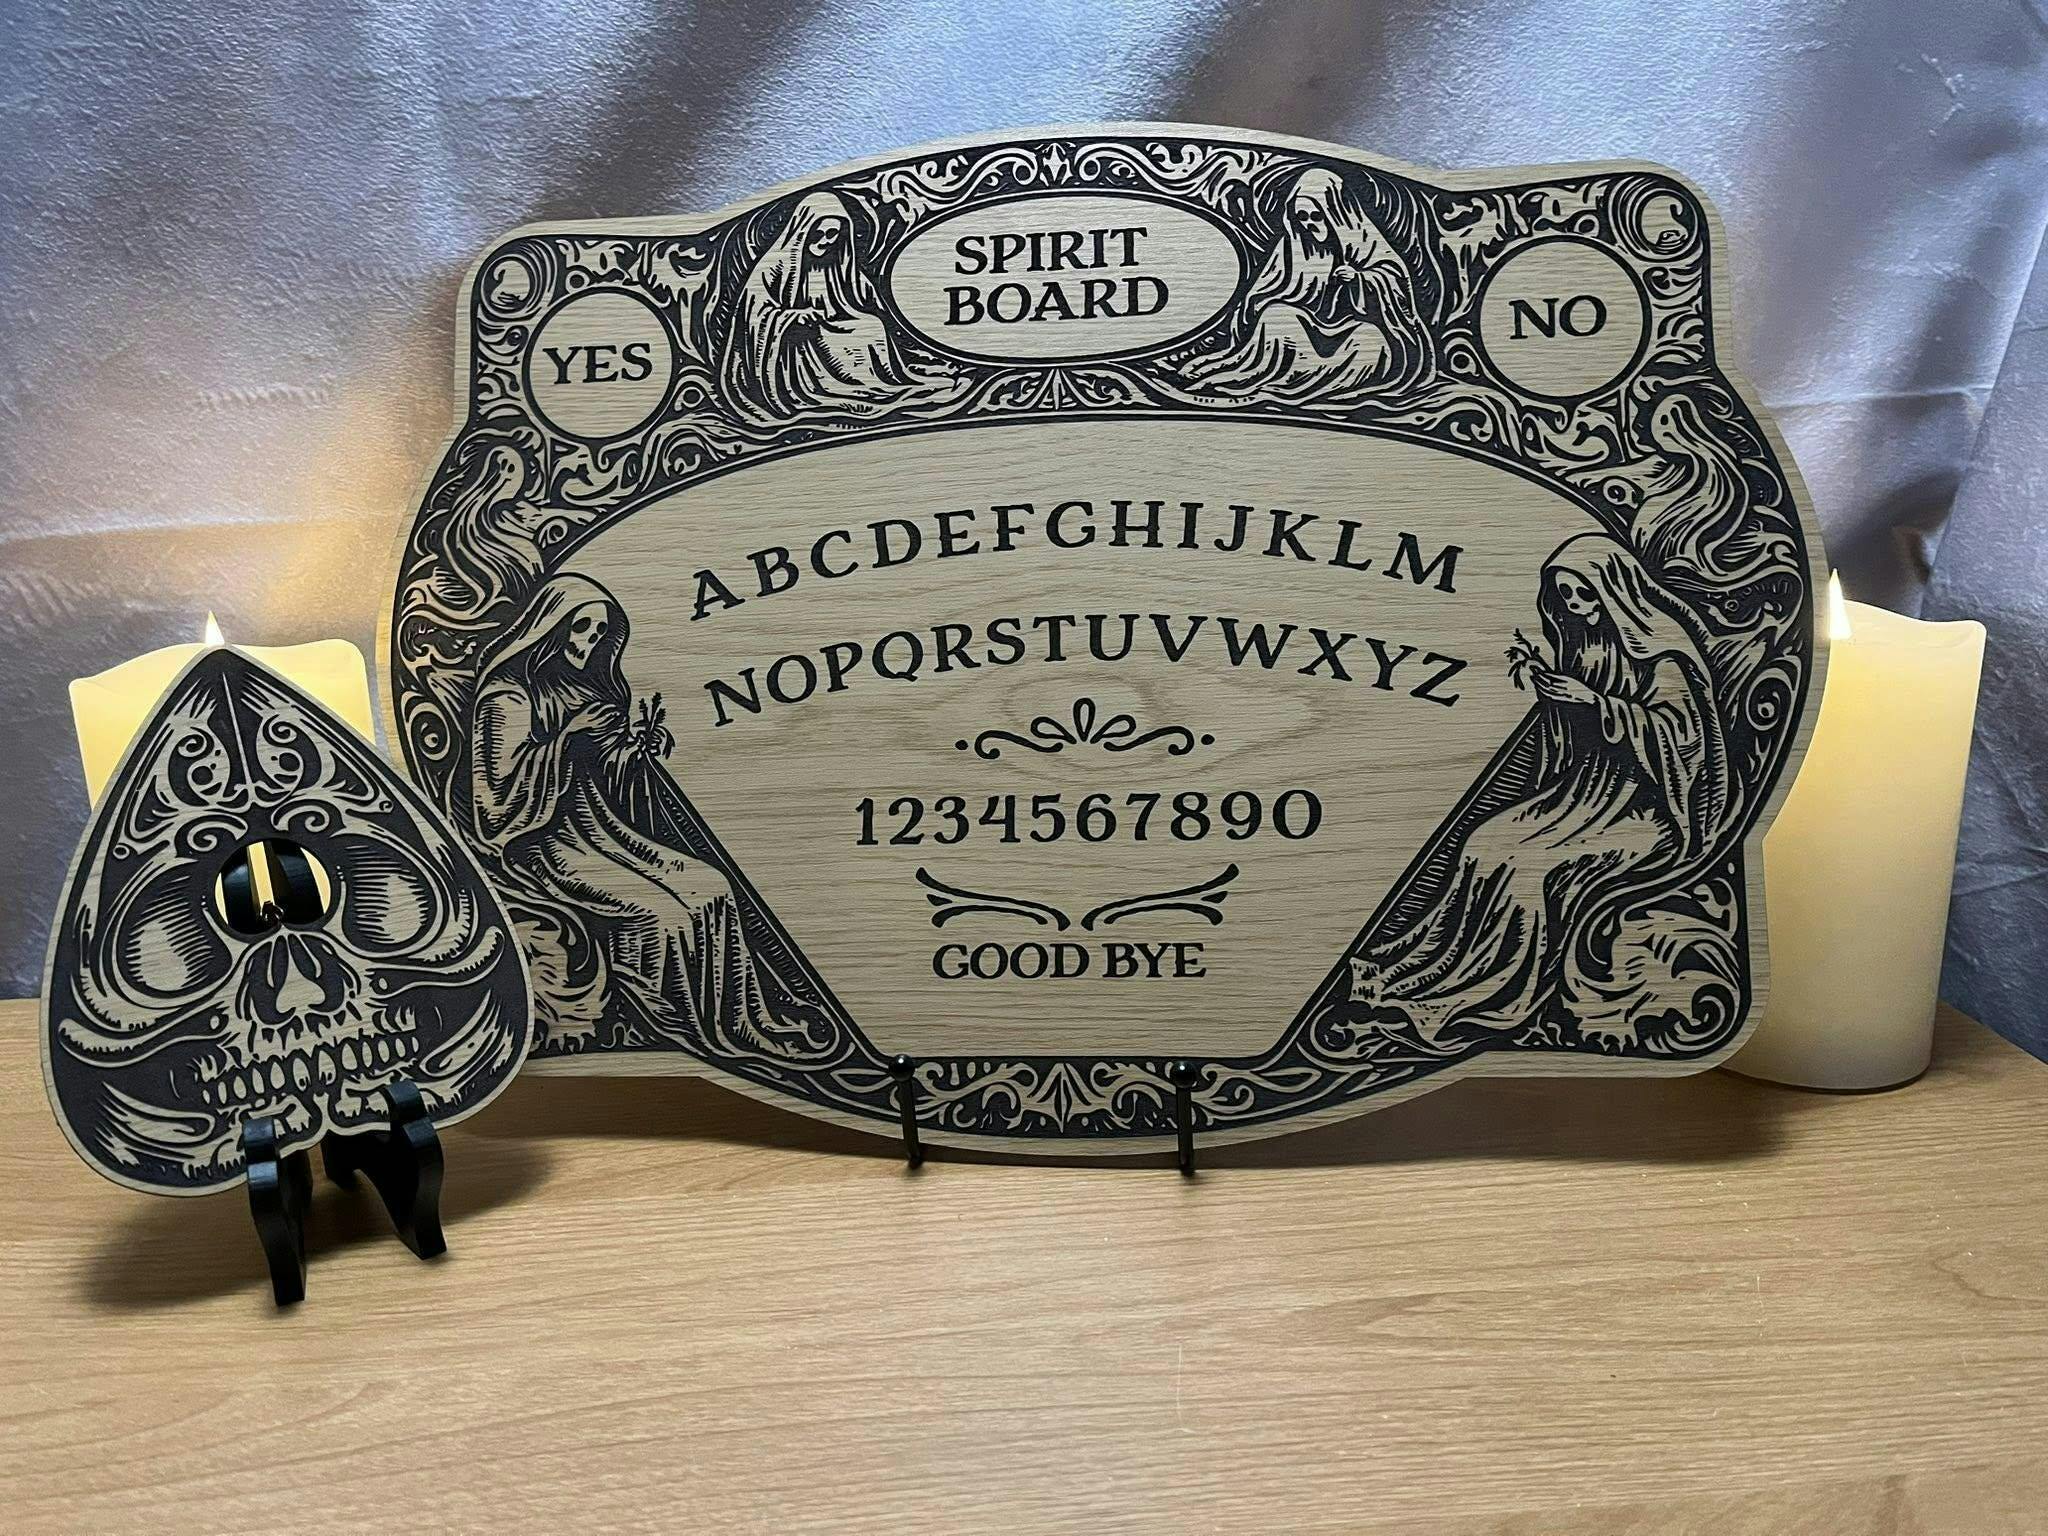 SPIRIT
BOARD
YES
NO
ABCDEFGHIJKLM
NOPQRSTUVWXYZ
1234567890
GOOD BYE